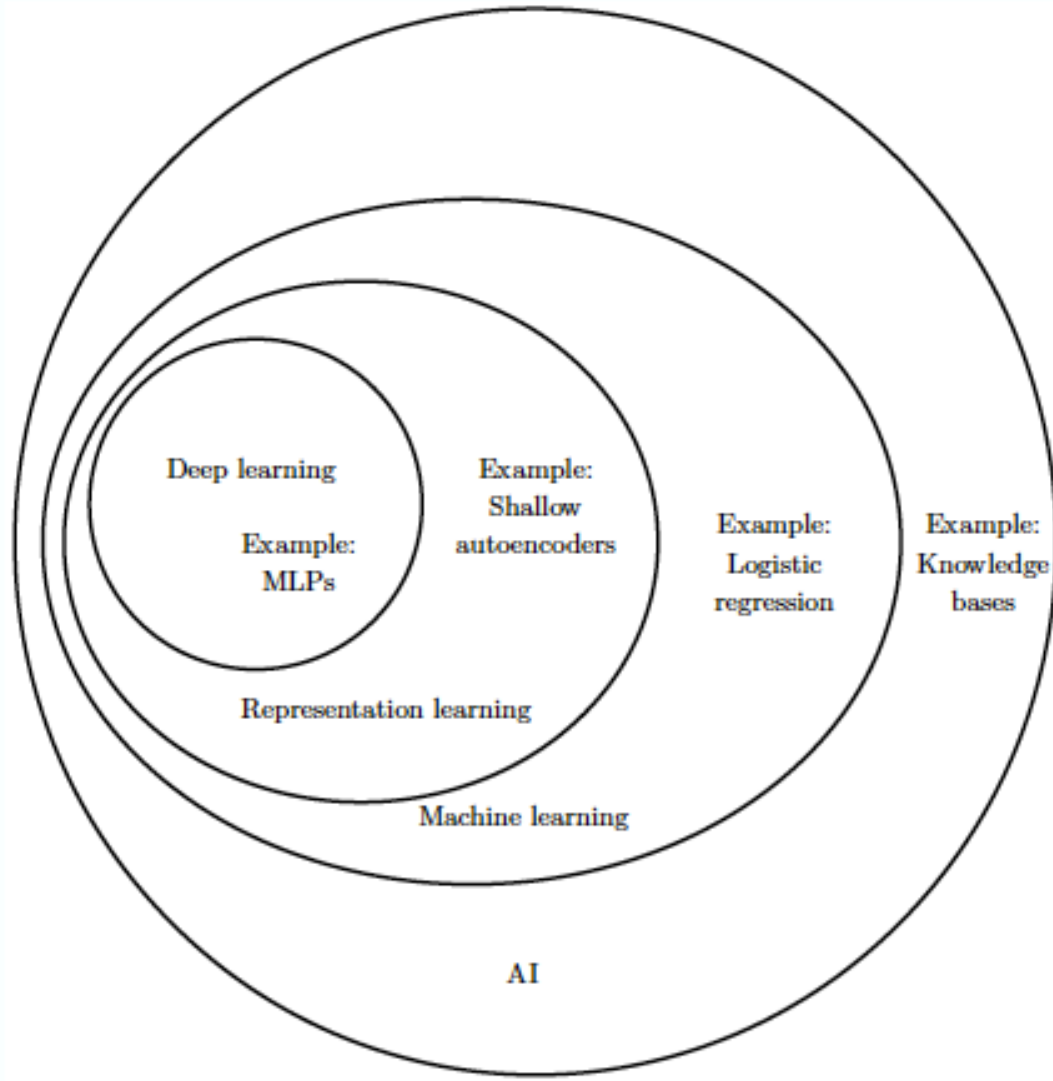 Deep learning
Example:
MLPs
Example:
Shallow
autoencoders
Example:
Logistic
regression
Example:
Knowledge
bases
Representation learning
Machine learning
AI